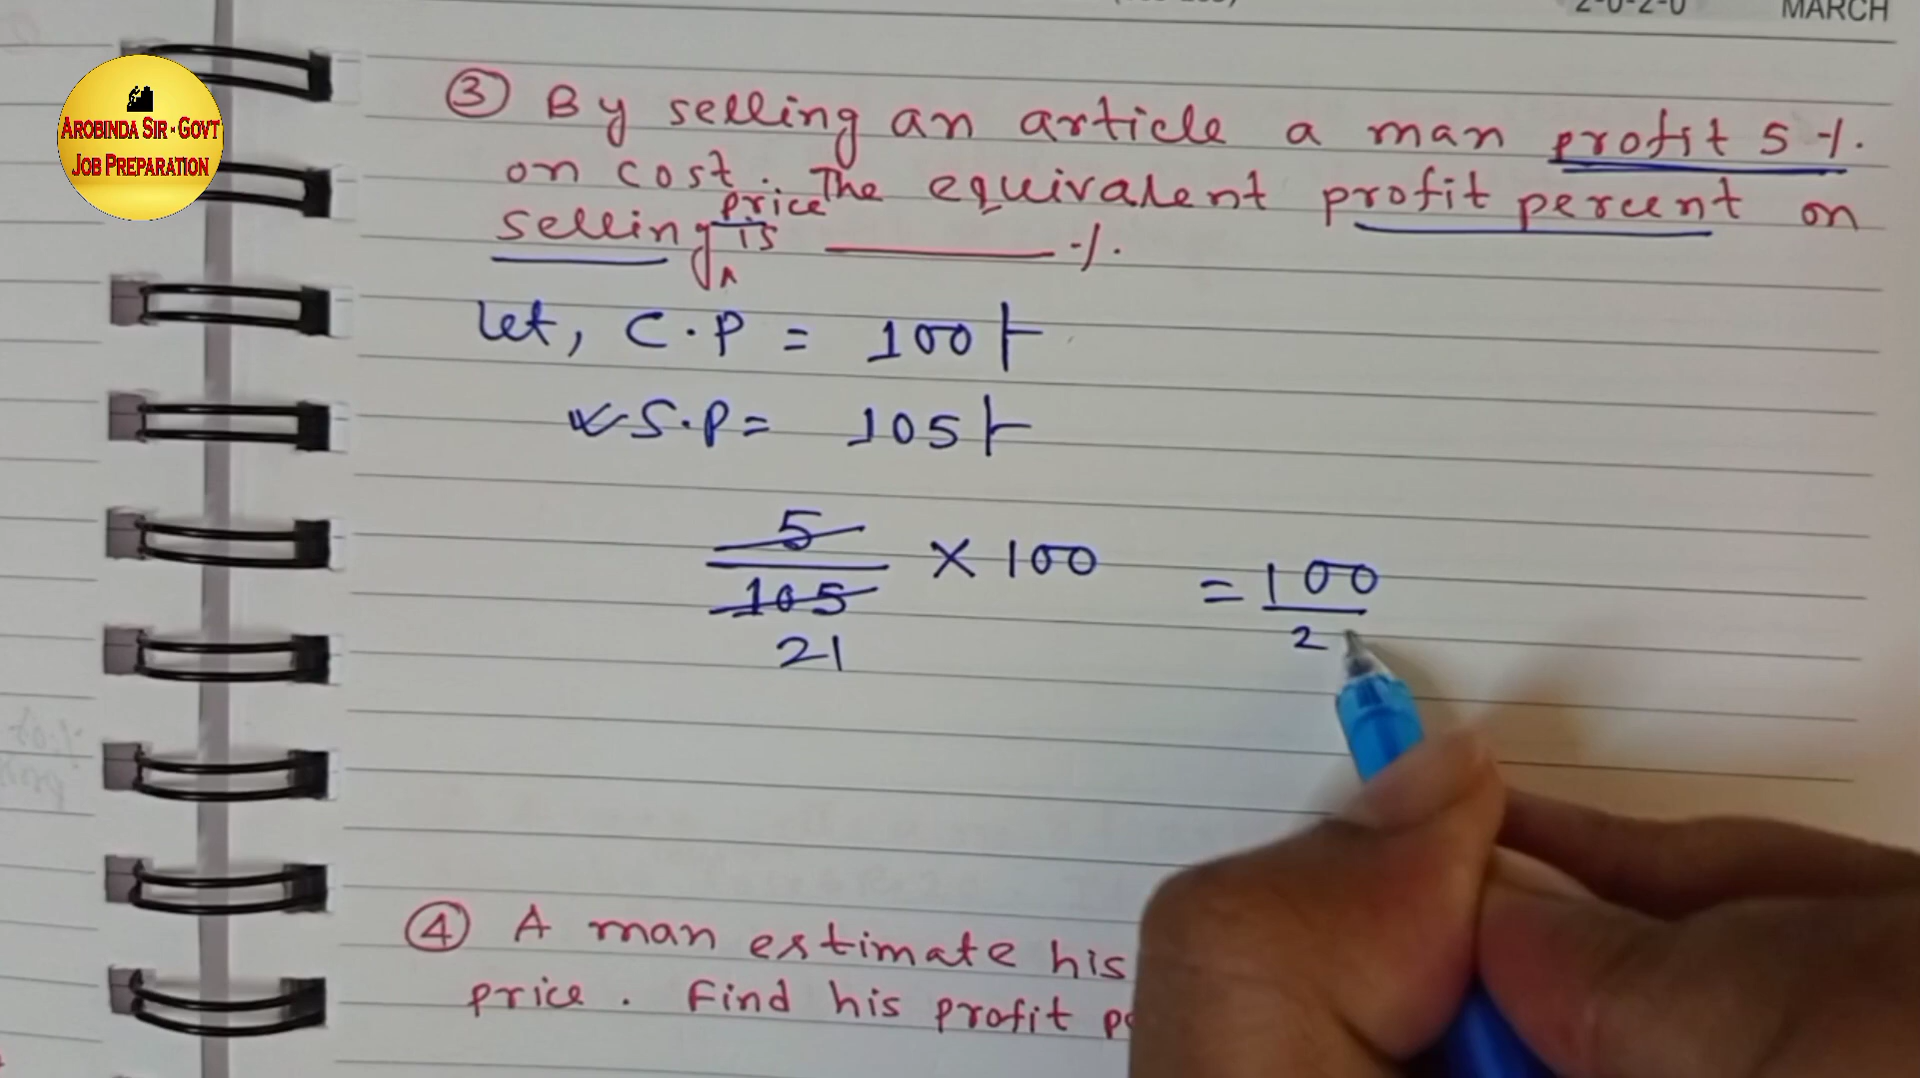 2-0-2-0 MARCH
AROBINDA SIR - GOVT
JOB PREPARATION
③ By selling an article a man profit 5 %.
on cost price. The equivalent profit percent on
selling is ______ %.
Let, C.P = 100
S.P = 105
5
105
21
× 100
= 100
2
④ A man estimate his
price. Find his profit